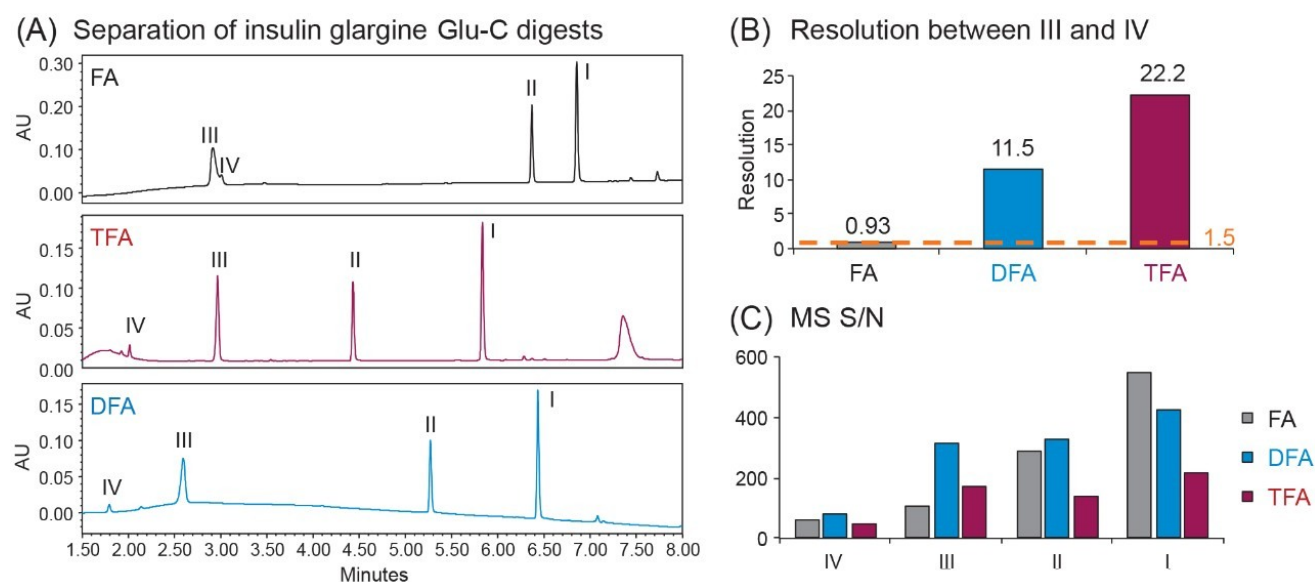 (A) Separation of insulin glargine Glu-C digests
FA
0.30
0.20
0.10
0.00
AU
III
IV
II
I
TFA
0.15
0.10
0.05
0.00
AU
IV
III
II
I
DFA
0.15
0.10
0.05
0.00
AU
IV
III
II
I
1.50 2.00 2.50 3.00 3.50 4.00 4.50 5.00 5.50 6.00 6.50 7.00 7.50 8.00
Minutes
(B) Resolution between III and IV
25
20
15
10
5
0
Resolution
0.93
11.5
22.2
1.5
FA DFA TFA
(C) MS S/N
600
400
200
0
IV III II I
FA
DFA
TFA